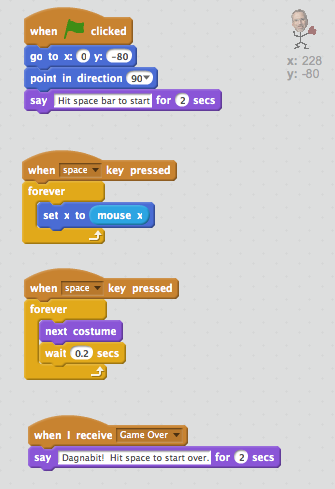 when clicked
go to x: 0 y: -80
point in direction 90
say Hit space bar to start for 2 secs
x: 228
y: -80
when space key pressed
forever
set x to mouse x
when space key pressed
forever
next costume
wait 0.2 secs
when I receive Game Over
say Dagnabit! Hit space to start over. for 2 secs